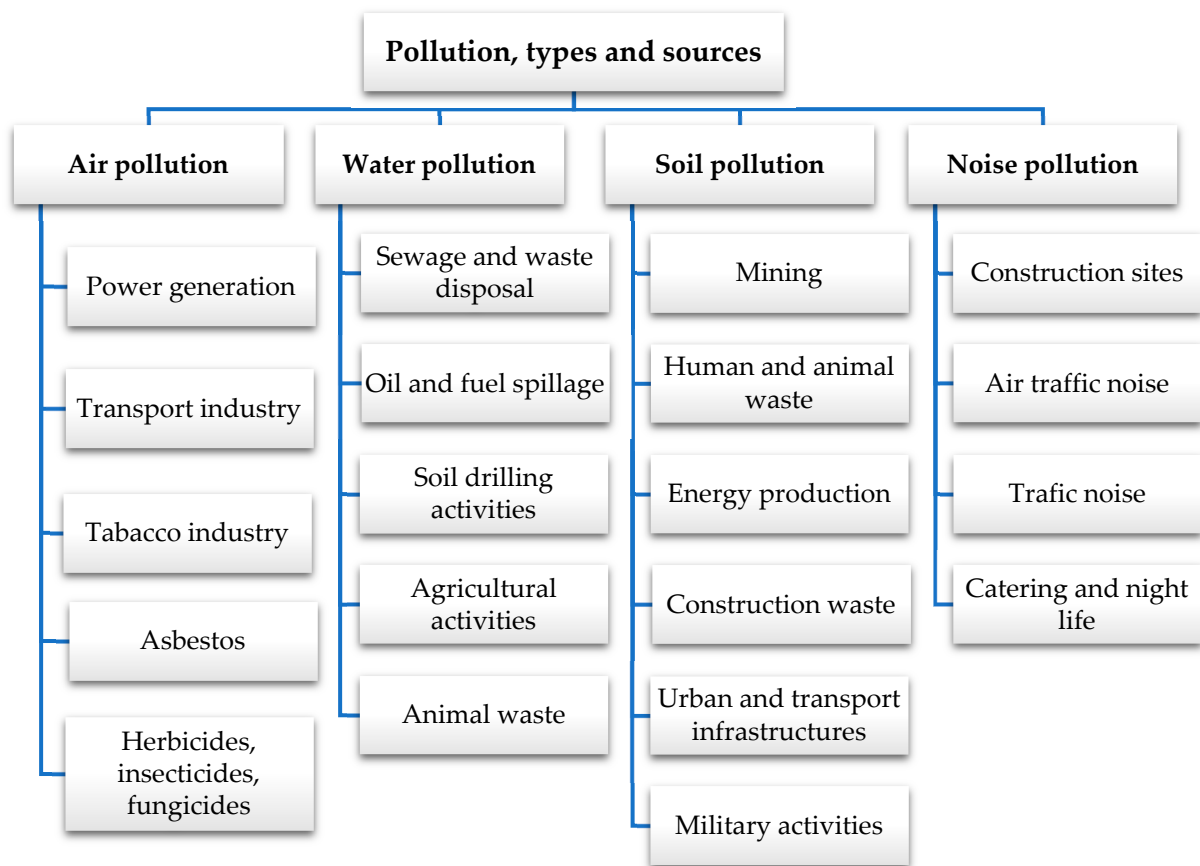 Pollution, types and sources
Air pollution
Power generation
Transport industry
Tabacco industry
Asbestos
Herbicides,
insecticides,
fungicides
Water pollution
Sewage and waste
disposal
Oil and fuel spillage
Soil drilling
activities
Agricultural
activities
Animal waste
Soil pollution
Mining
Human and animal
waste
Energy production
Construction waste
Urban and transport
infrastructures
Military activities
Noise pollution
Construction sites
Air traffic noise
Trafic noise
Catering and night
life